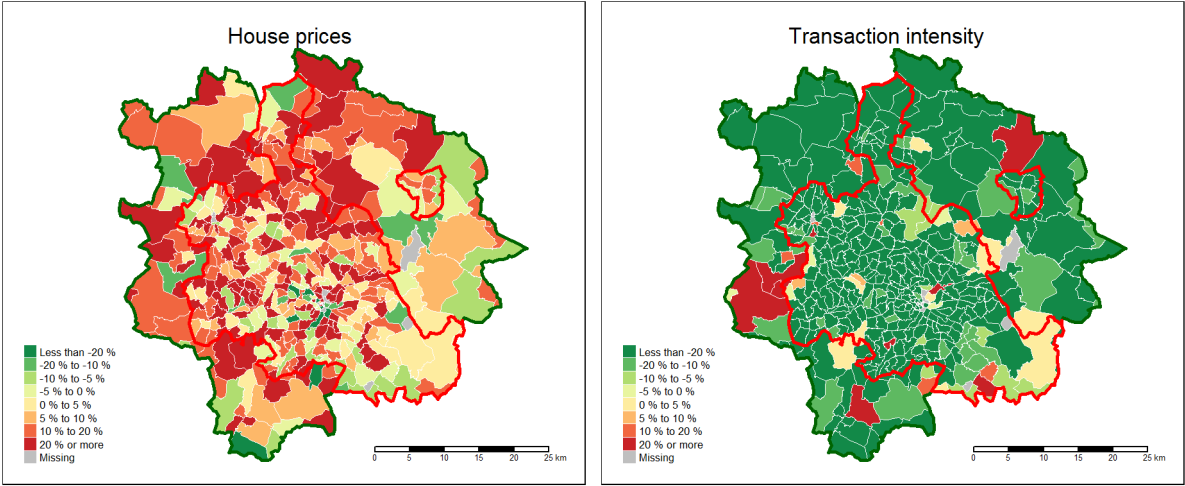 House prices
Less than -20 %
-20 % to -10 %
-10 % to -5 %
-5 % to 0 %
0 % to 5 %
5 % to 10 %
10 % to 20 %
20 % or more
Missing
0 5 10 15 20 25 km
Transaction intensity
Less than -20 %
-20 % to -10 %
-10 % to -5 %
-5 % to 0 %
0 % to 5 %
5 % to 10 %
10 % to 20 %
20 % or more
Missing
0 5 10 15 20 25 km